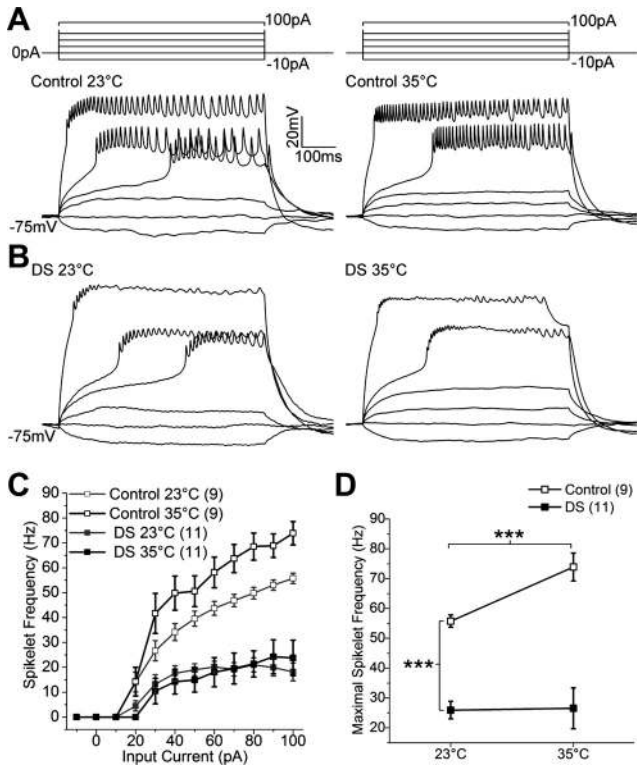 A
100pA
100pA
0pA
-10pA
-10pA
Control 23°C
Control 35°C
20mV
100ms
-75mV
B
DS 23°C
DS 35°C
-75mV
C
Control 23°C (9)
Control 35°C (9)
DS 23°C (11)
DS 35°C (11)
Spikelet Frequency (Hz)
90
80
70
60
50
40
30
20
10
0
0 20 40 60 80 100
Input Current (pA)
D
Control (9)
DS (11)
Maximal Spikelet Frequency (Hz)
90
80
70
60
50
40
30
20
***
***
23°C 35°C